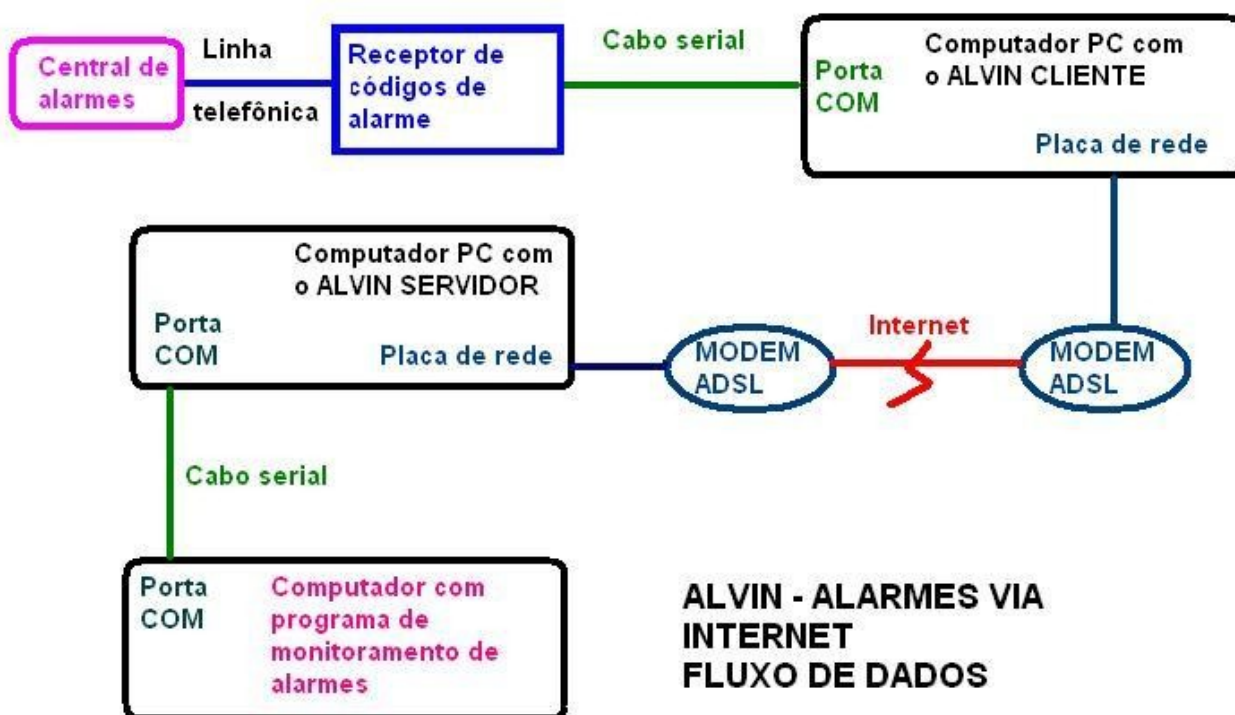 Central de
alarmes
Linha
telefônica
Receptor de
códigos de
alarme
Cabo serial
Computador PC com
o ALVIN CLIENTE
Porta
COM
Placa de rede
Computador PC com
o ALVIN SERVIDOR
Porta
COM
Placa de rede
MODEM
ADSL
Internet
MODEM
ADSL
Cabo serial
Porta
COM
Computador com
programa de
monitoramento de
alarmes
ALVIN - ALARMES VIA
INTERNET
FLUXO DE DADOS